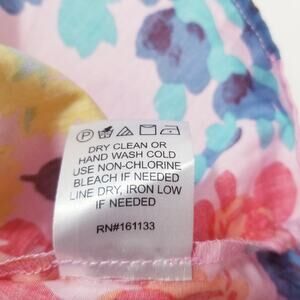 DRY CLEAN OR
HAND WASH COLD
USE NON-CHLORINE
BLEACH IF NEEDED
LINE DRY, IRON LOW
IF NEEDED
RN#161133